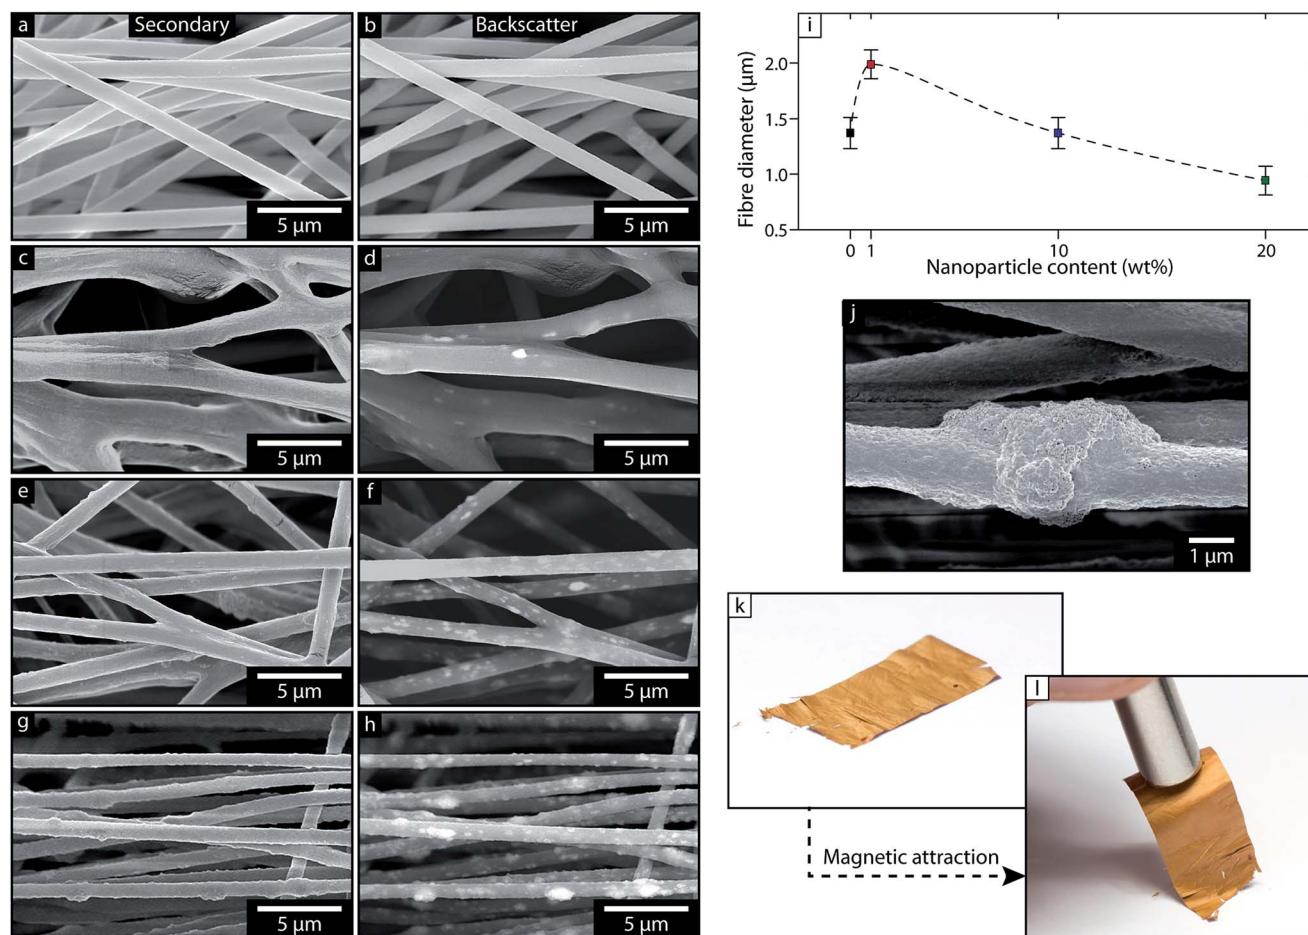 a
Secondary
b
Backscatter
5 µm
5 µm
c
d
5 µm
5 µm
e
f
5 µm
5 µm
g
h
5 µm
5 µm
i
Fibre diameter (µm)
2.0
1.5
1.0
0.5
0 1 10 20
Nanoparticle content (wt%)
j
1 µm
k
l
Magnetic attraction